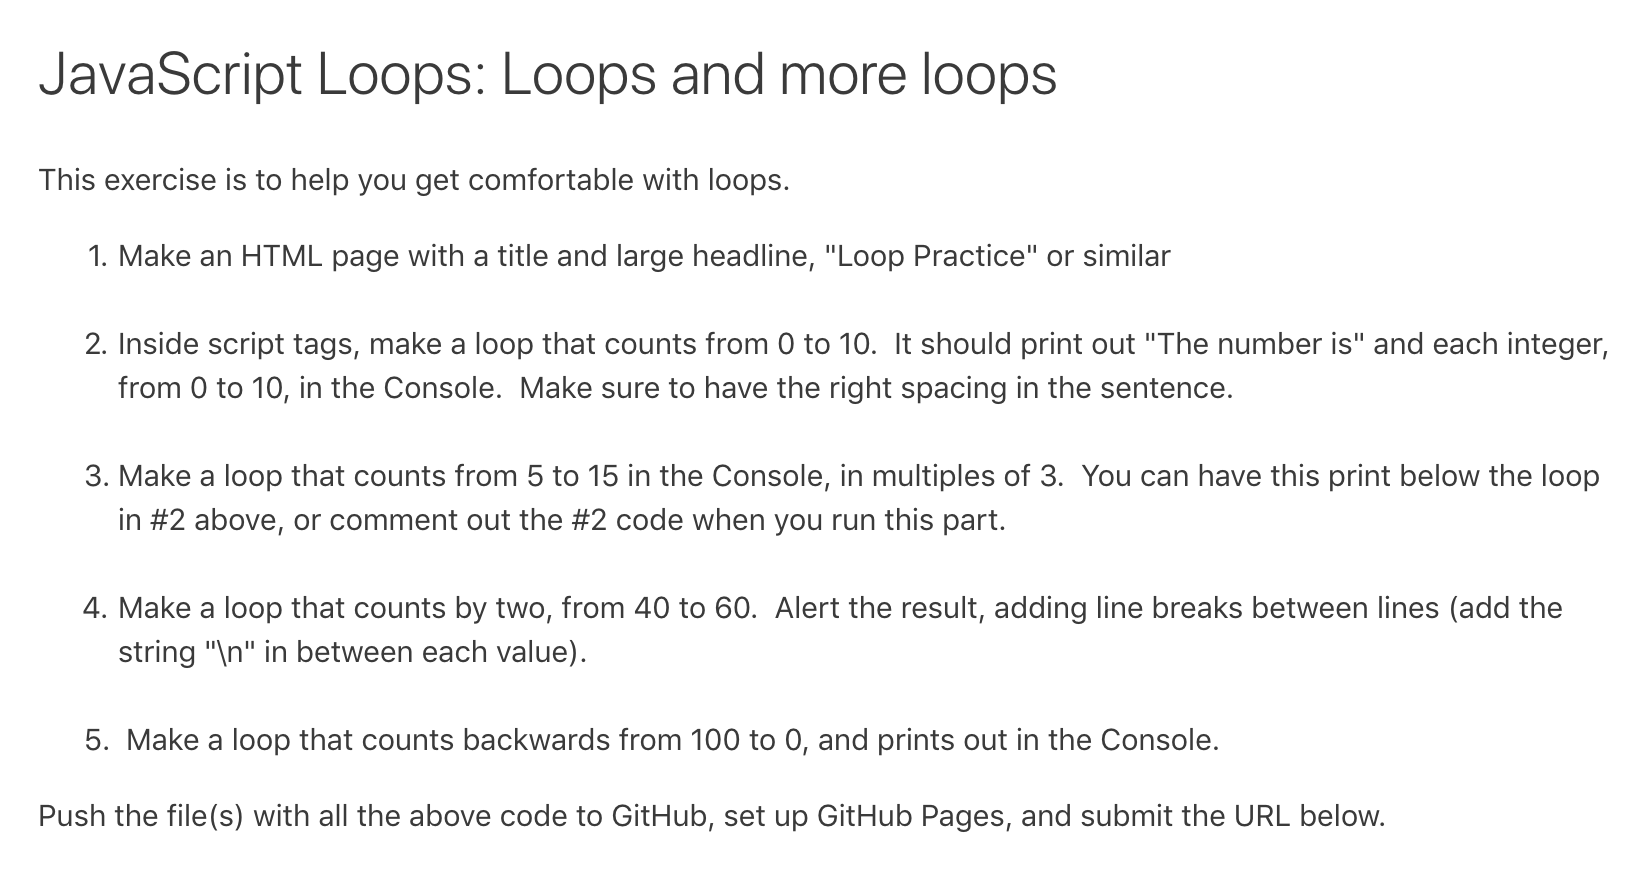 JavaScript Loops: Loops and more loops
This exercise is to help you get comfortable with loops.
1. Make an HTML page with a title and large headline, "Loop Practice" or similar
2. Inside script tags, make a loop that counts from 0 to 10.  It should print out "The number is" and each integer,
from 0 to 10, in the Console.  Make sure to have the right spacing in the sentence.
3. Make a loop that counts from 5 to 15 in the Console, in multiples of 3.  You can have this print below the loop
in #2 above, or comment out the #2 code when you run this part.
4. Make a loop that counts by two, from 40 to 60.  Alert the result, adding line breaks between lines (add the
string "\n" in between each value).
5.  Make a loop that counts backwards from 100 to 0, and prints out in the Console.
Push the file(s) with all the above code to GitHub, set up GitHub Pages, and submit the URL below.